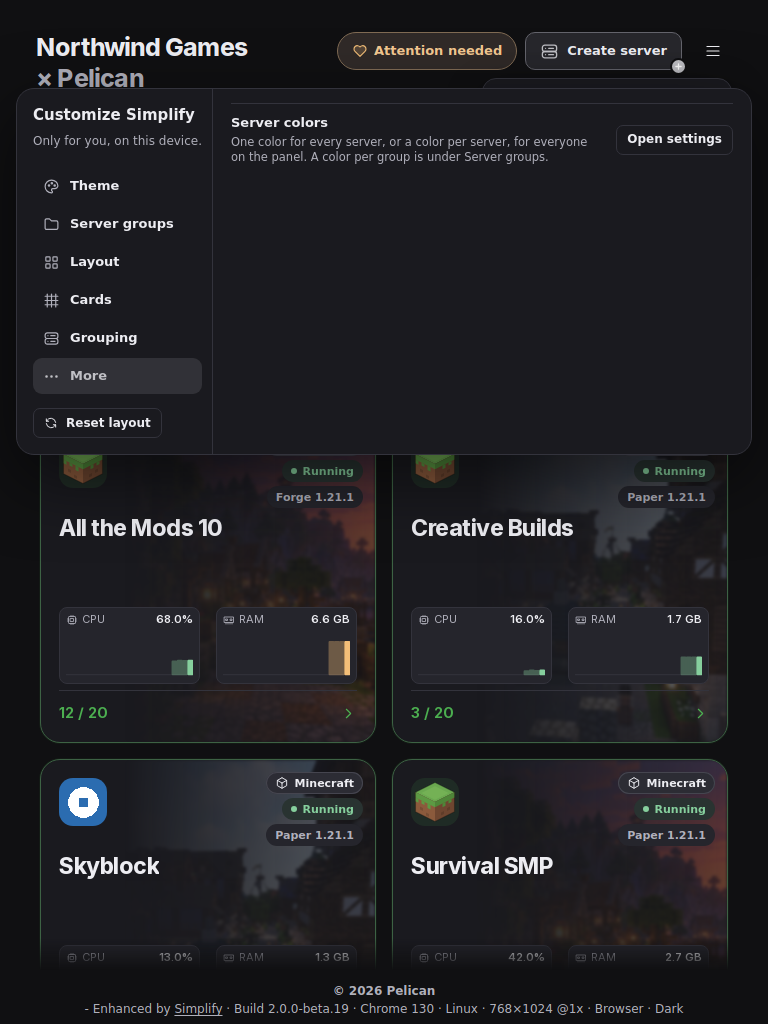 Northwind Games
× Pelican
Attention needed
Create server
Customize Simplify
Only for you, on this device.
Theme
Server groups
Layout
Cards
Grouping
More
Reset layout
Server colors
One color for every server, or a color per server, for everyone
on the panel. A color per group is under Server groups.
Open settings
Running
Forge 1.21.1
All the Mods 10
CPU 68.0%
RAM 6.6 GB
12 / 20
Running
Paper 1.21.1
Creative Builds
CPU 16.0%
RAM 1.7 GB
3 / 20
Minecraft
Running
Paper 1.21.1
Skyblock
CPU 13.0%
RAM 1.3 GB
Minecraft
Running
Paper 1.21.1
Survival SMP
CPU 42.0%
RAM 2.7 GB
© 2026 Pelican
- Enhanced by Simplify · Build 2.0.0-beta.19 · Chrome 130 · Linux · 768×1024 @1x · Browser · Dark